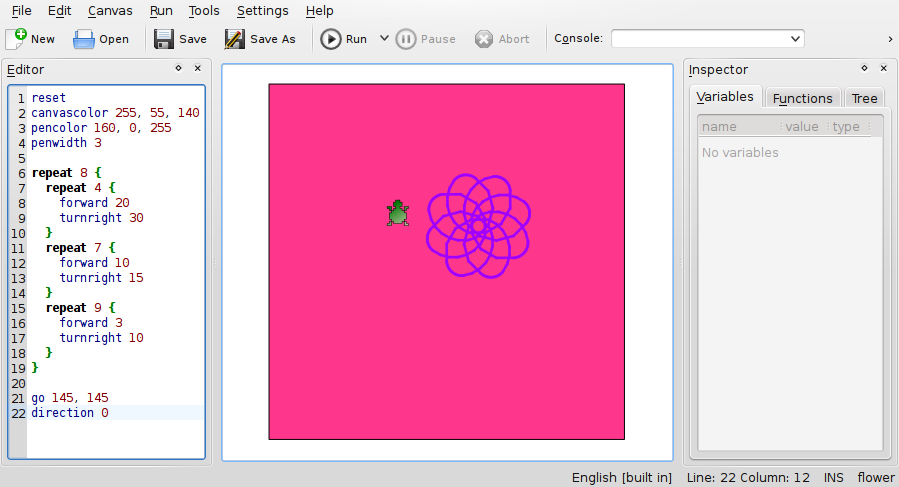 File Edit Canvas Run Tools Settings Help
New Open Save Save As Run Pause Abort Console:
Editor
1 reset
2 canvascolor 255, 55, 140
3 pencolor 160, 0, 255
4 penwidth 3
5
6 repeat 8 {
7 repeat 4 {
8 forward 20
9 turnright 30
10 }
11 repeat 7 {
12 forward 10
13 turnright 15
14 }
15 repeat 9 {
16 forward 3
17 turnright 10
18 }
19 }
20
21 go 145, 145
22 direction 0
Inspector
Variables Functions Tree
name value type
No variables
English [built in] Line: 22 Column: 12 INS flower